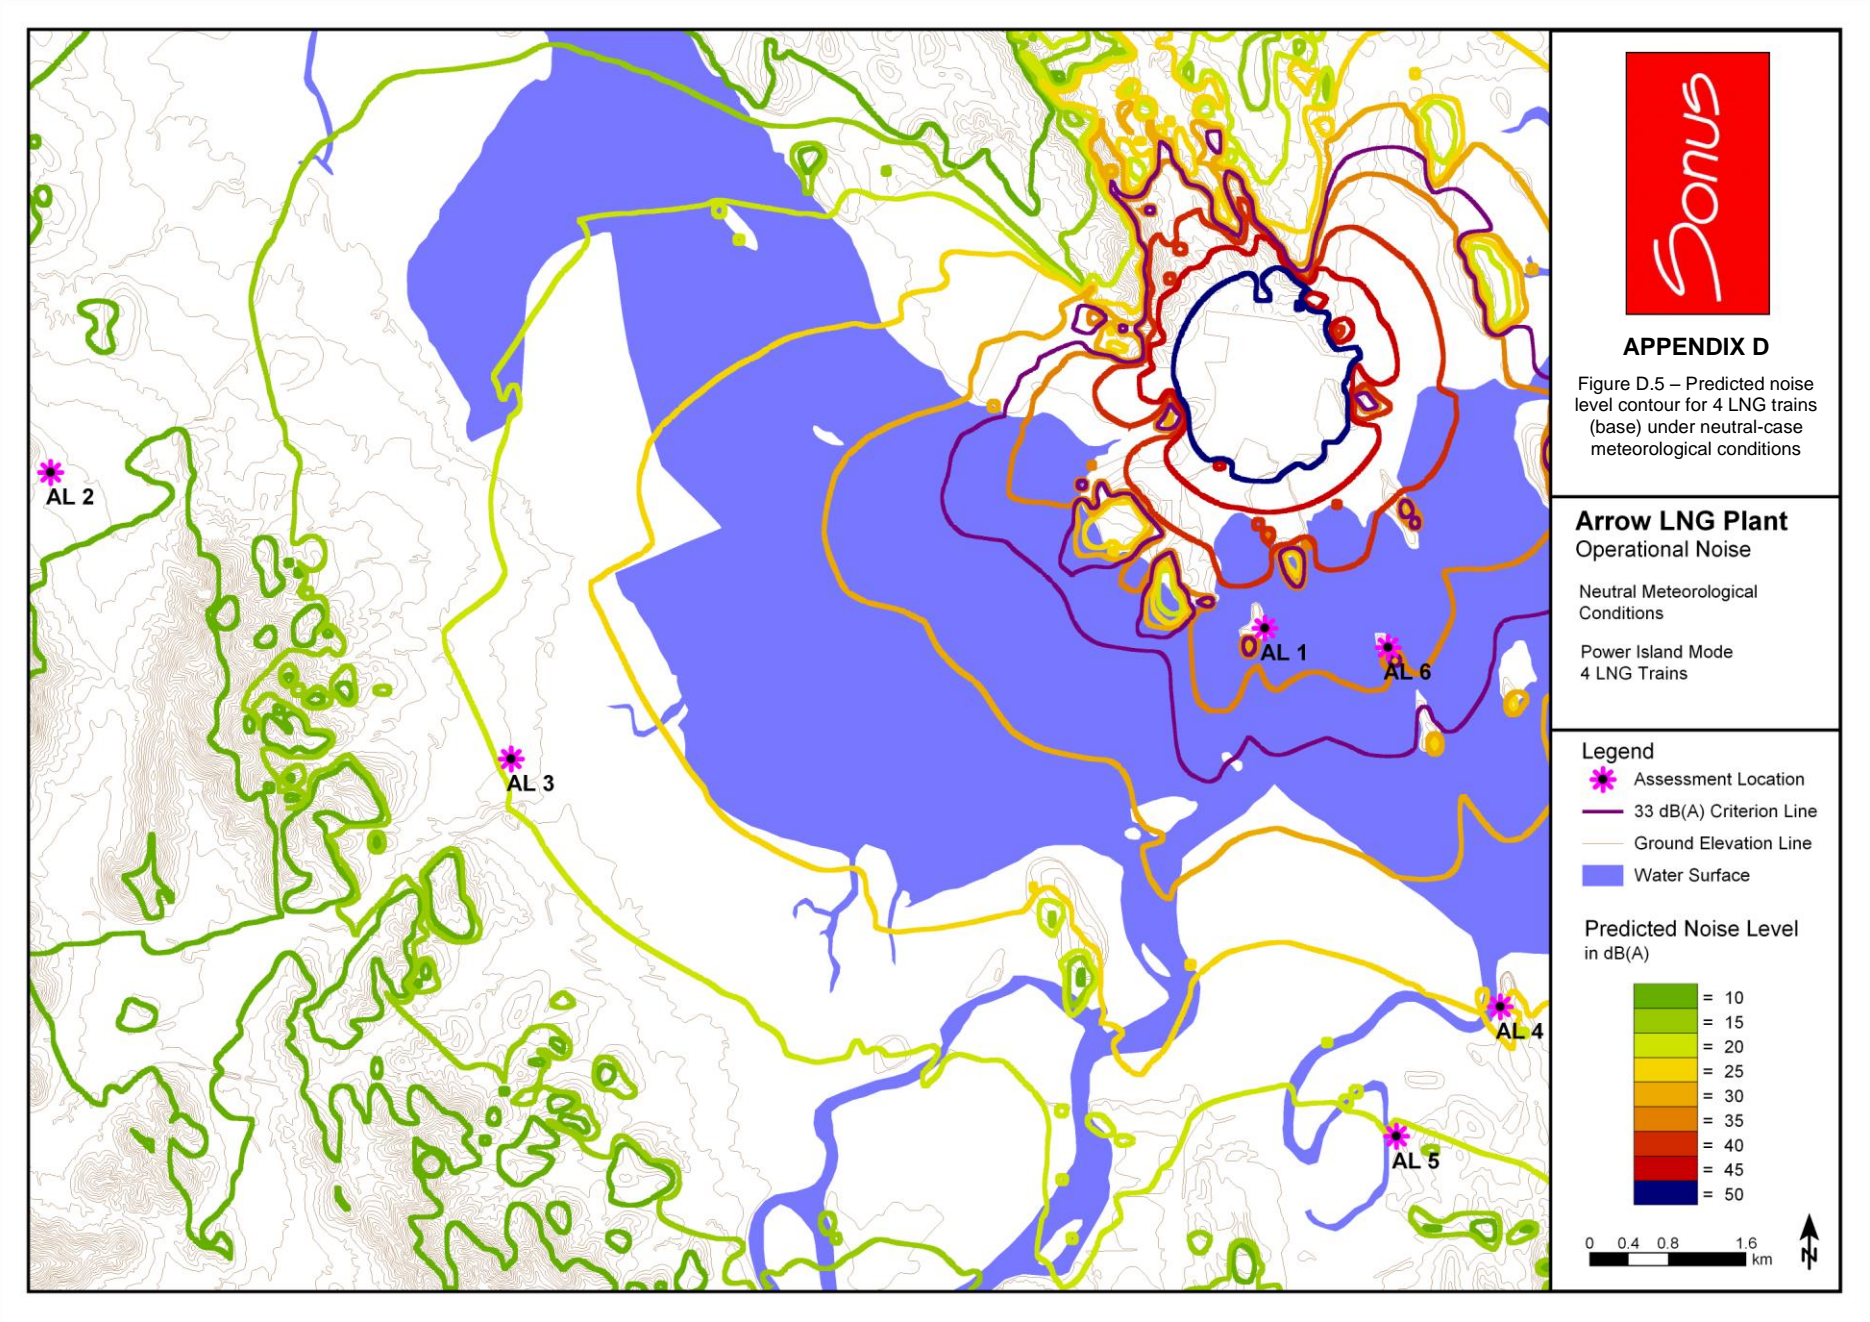 Sonus
APPENDIX D
Figure D.5 – Predicted noise
level contour for 4 LNG trains
(base) under neutral-case
meteorological conditions
Arrow LNG Plant
Operational Noise
Neutral Meteorological
Conditions
Power Island Mode
4 LNG Trains
Legend
Assessment Location
33 dB(A) Criterion Line
Ground Elevation Line
Water Surface
Predicted Noise Level
in dB(A)
= 10
= 15
= 20
= 25
= 30
= 35
= 40
= 45
= 50
0 0.4 0.8 1.6
km
N
AL 2
AL 1
AL 6
AL 3
AL 4
AL 5